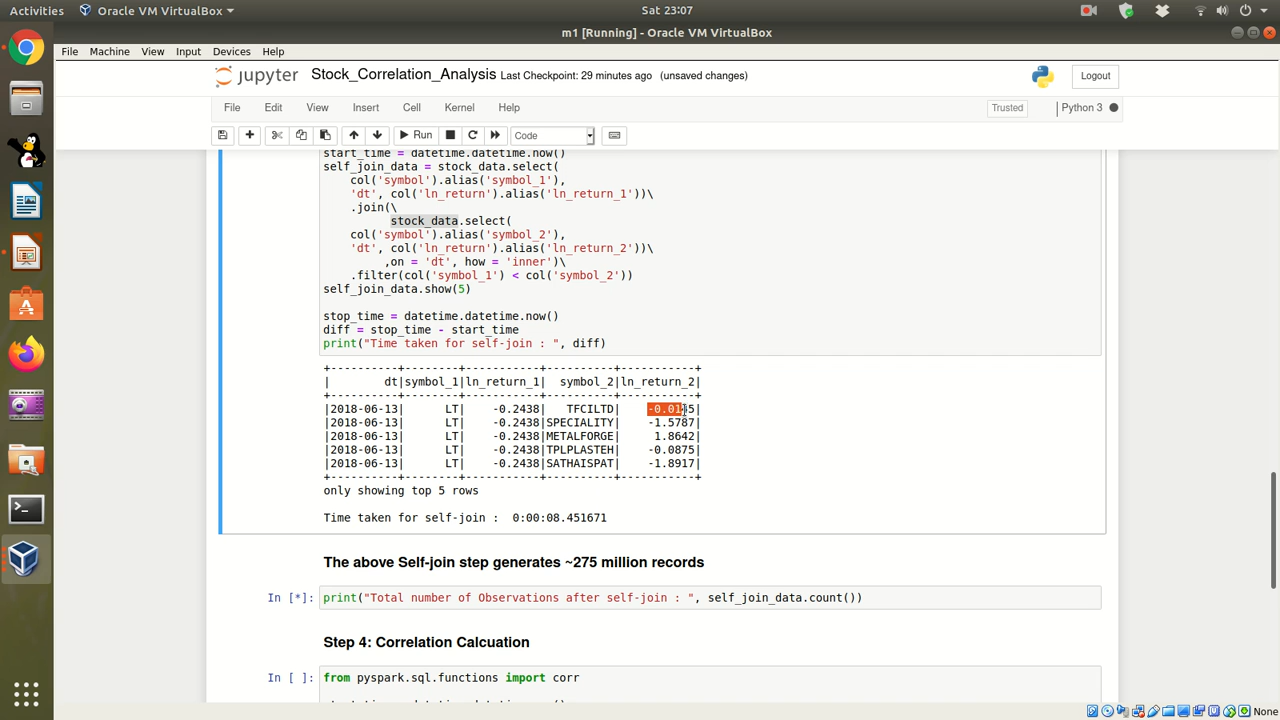 Activities Oracle VM VirtualBox Sat 23:07
m1 [Running] - Oracle VM VirtualBox
File Machine View Input Devices Help
jupyter Stock_Correlation_Analysis Last Checkpoint: 29 minutes ago (unsaved changes) Logout
File Edit View Insert Cell Kernel Help Trusted Python 3
Run Code
start_time = datetime.datetime.now()
self_join_data = stock_data.select(
col('symbol').alias('symbol_1'),
'dt', col('ln_return').alias('ln_return_1'))\
.join(\
stock_data.select(
col('symbol').alias('symbol_2'),
'dt', col('ln_return').alias('ln_return_2'))\
,on = 'dt', how = 'inner')\
.filter(col('symbol_1') < col('symbol_2'))
self_join_data.show(5)
stop_time = datetime.datetime.now()
diff = stop_time - start_time
print("Time taken for self-join : ", diff)
+----------+--------+-----------+----------+-----------+
|        dt|symbol_1|ln_return_1|  symbol_2|ln_return_2|
+----------+--------+-----------+----------+-----------+
|2018-06-13|      LT|    -0.2438|   TFCILTD|    -0.01 5|
|2018-06-13|      LT|    -0.2438|SPECIALITY|    -1.5787|
|2018-06-13|      LT|    -0.2438|METALFORGE|     1.8642|
|2018-06-13|      LT|    -0.2438| TPLPLASTEH|    -0.0875|
|2018-06-13|      LT|    -0.2438|SATHAISPAT|    -1.8917|
+----------+--------+-----------+----------+-----------+
only showing top 5 rows
Time taken for self-join :  0:00:08.451671
The above Self-join step generates ~275 million records
In [*]: print("Total number of Observations after self-join : ", self_join_data.count())
Step 4: Correlation Calcuation
In [ ]: from pyspark.sql.functions import corr
None